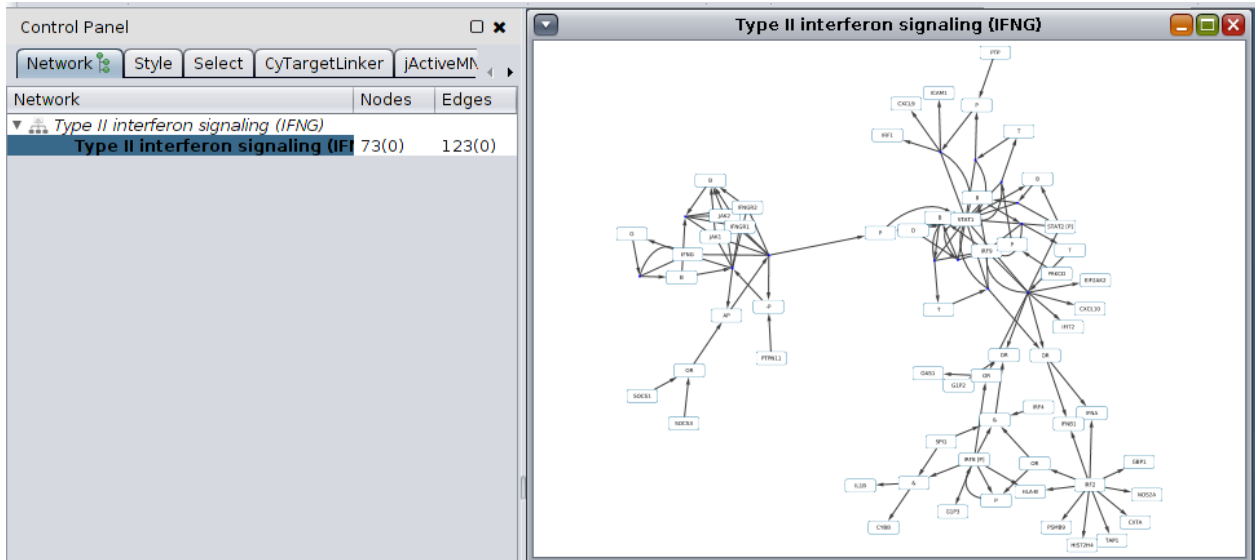 Control Panel
Network Style Select CyTargetLinker jActiveMN
Network Nodes Edges
Type II interferon signaling (IFNG)
Type II interferon signaling (IFN 73(0) 123(0)
Type II interferon signaling (IFNG)
PTP
ICAM1
CXCL9
P
IRF1
T
D
IFNGR2
JAK2
B
STAT1
B
IFNGR1
JAK1
STAT2 [P]
O
P
D
IFNG
IRF9
P
T
B
PRKCD
EIF2AK2
-P
T
CXCL10
AP
IFIT2
PTPN11
OR
OR
OR
OAS1
OR
G1P2
SOCS1
IRF4
IFNA
SOCS3
&
IFNB1
SPI1
IRF8 [P]
OR
GBP1
IL1B
&
IRF2
HLA-B
NOS2A
P
G1P3
CYBB
PSMB9
CIITA
TAP1
HIST2H4